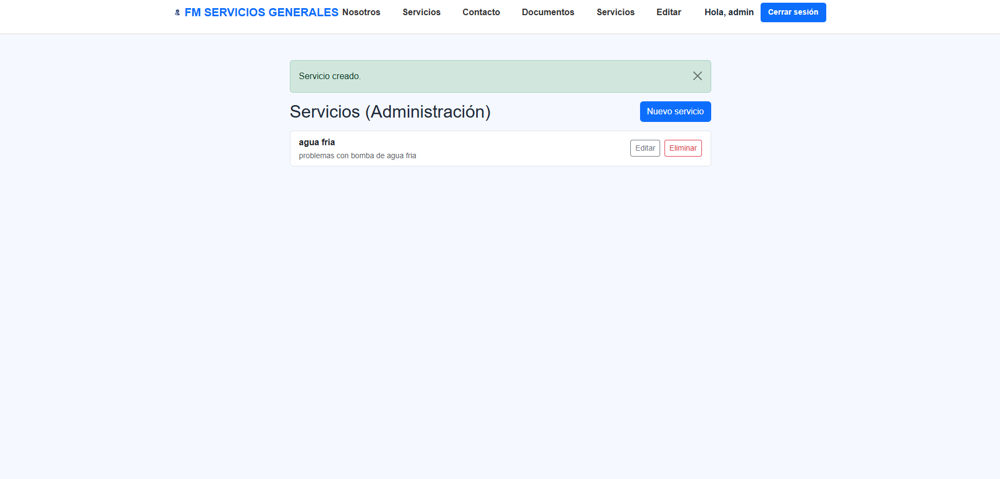 FM SERVICIOS GENERALES Nosotros Servicios Contacto Documentos Servicios Editar Hola, admin Cerrar sesión
Servicio creado.
Servicios (Administración) Nuevo servicio
agua fria
problemas con bomba de agua fria
Editar Eliminar